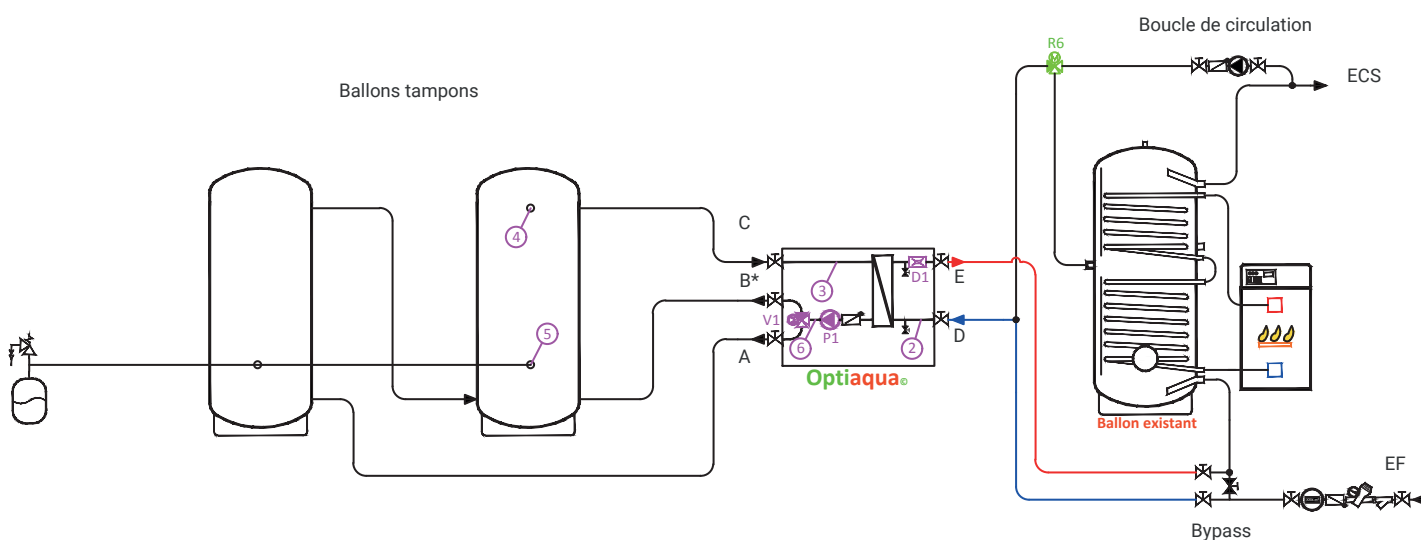 Boucle de circulation
R6
ECS
Ballons tampons
C
4
B*
3
D1
E
V1
P1
6
2
D
5
A
Optiaqua©
Ballon existant
EF
Bypass